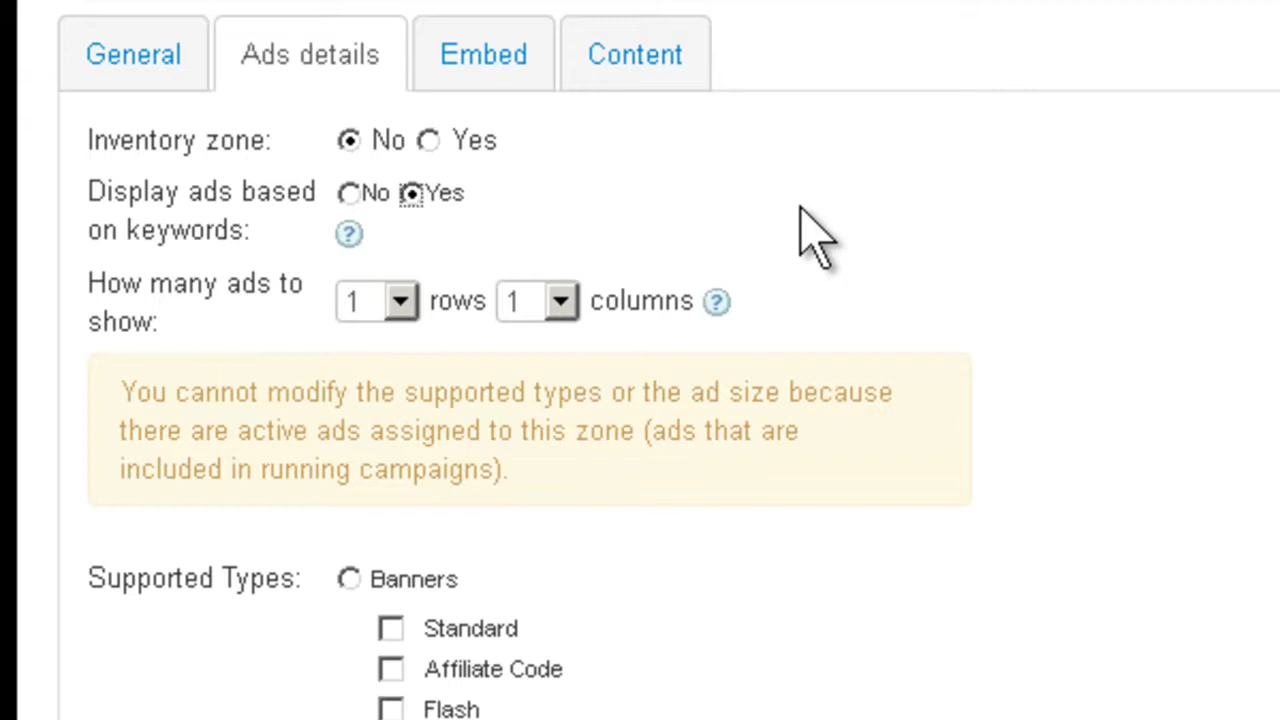 General Ads details Embed Content
Inventory zone: No Yes
Display ads based
on keywords:
No Yes
?
How many ads to
show:
1 rows 1 columns ?
You cannot modify the supported types or the ad size because
there are active ads assigned to this zone (ads that are
included in running campaigns).
Supported Types: Banners
Standard
Affiliate Code
Flash